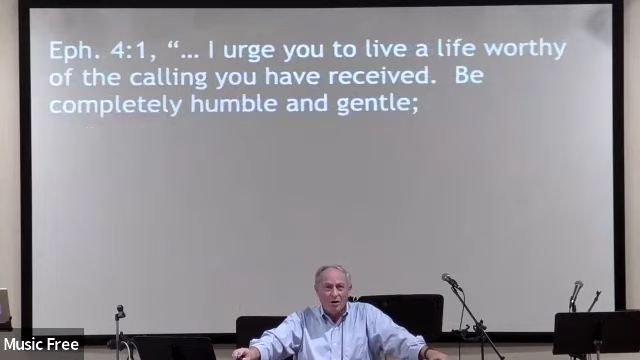 Eph. 4:1, “… I urge you to live a life worthy
of the calling you have received.  Be
completely humble and gentle;
Music Free